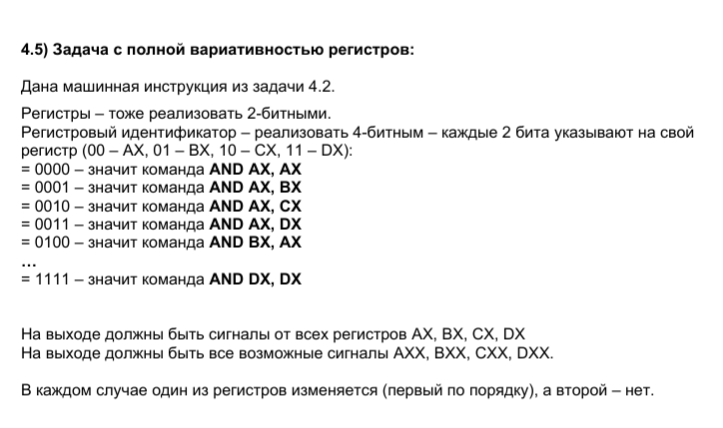 4.5) Задача с полной вариативностью регистров:
Дана машинная инструкция из задачи 4.2.
Регистры – тоже реализовать 2-битными.
Регистровый идентификатор – реализовать 4-битным – каждые 2 бита указывают на свой
регистр (00 – AX, 01 – BX, 10 – CX, 11 – DX):
= 0000 – значит команда AND AX, AX
= 0001 – значит команда AND AX, BX
= 0010 – значит команда AND AX, CX
= 0011 – значит команда AND AX, DX
= 0100 – значит команда AND BX, AX
...
= 1111 – значит команда AND DX, DX
На выходе должны быть сигналы от всех регистров AX, BX, CX, DX
На выходе должны быть все возможные сигналы AXX, BXX, CXX, DXX.
В каждом случае один из регистров изменяется (первый по порядку), а второй – нет.